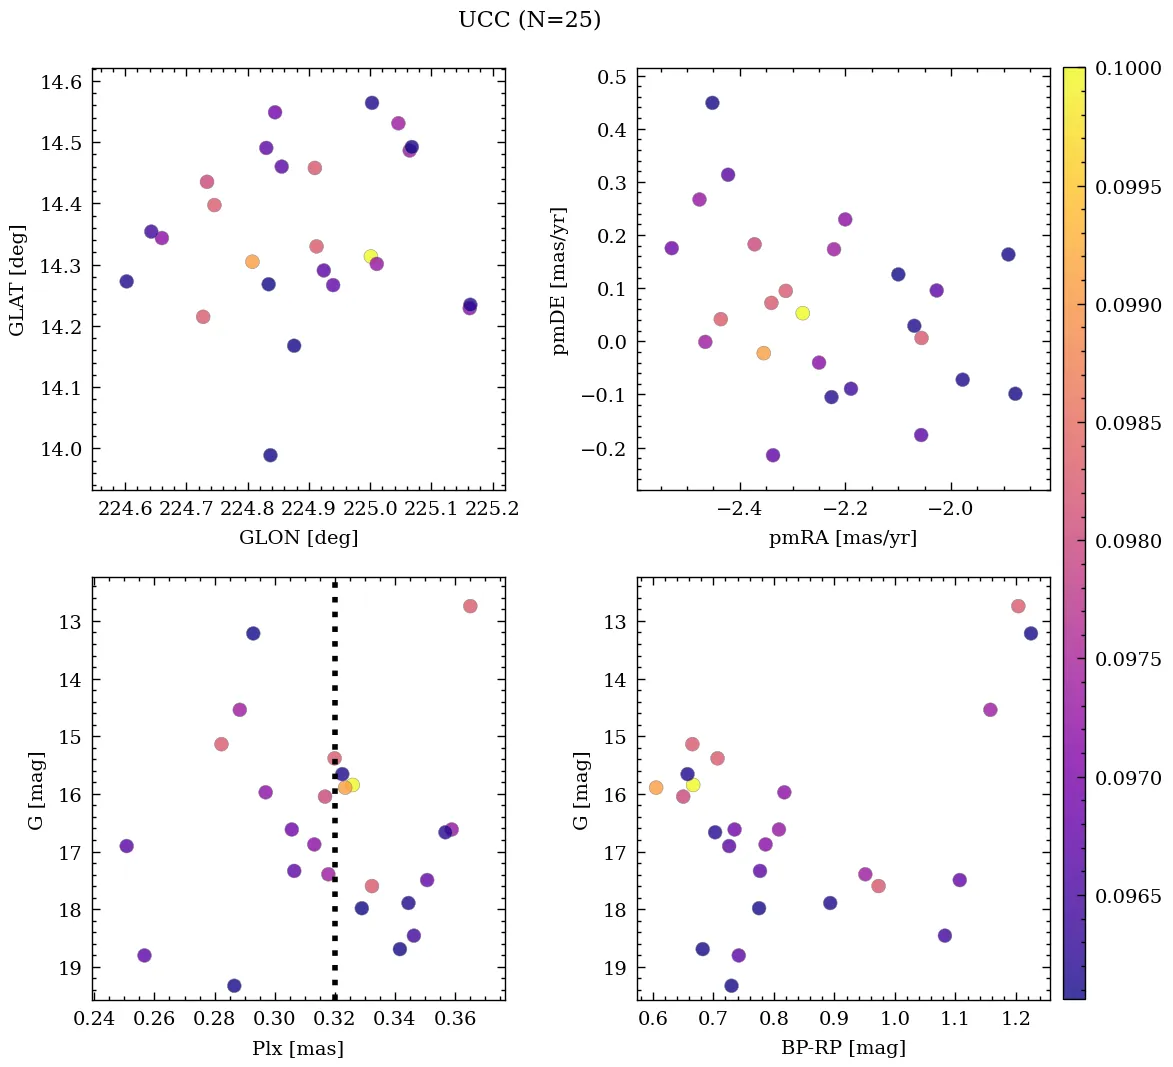 UCC (N=25)
14.6
14.5
14.4
14.3
14.2
14.1
14.0
GLAT [deg]
224.6 224.7 224.8 224.9 225.0 225.1 225.2
GLON [deg]
0.5
0.4
0.3
0.2
0.1
0.0
−0.1
−0.2
pmDE [mas/yr]
−2.4 −2.2 −2.0
pmRA [mas/yr]
13
14
15
16
17
18
19
G [mag]
0.24 0.26 0.28 0.30 0.32 0.34 0.36
Plx [mas]
13
14
15
16
17
18
19
G [mag]
0.6 0.7 0.8 0.9 1.0 1.1 1.2
BP-RP [mag]
0.1000
0.0995
0.0990
0.0985
0.0980
0.0975
0.0970
0.0965